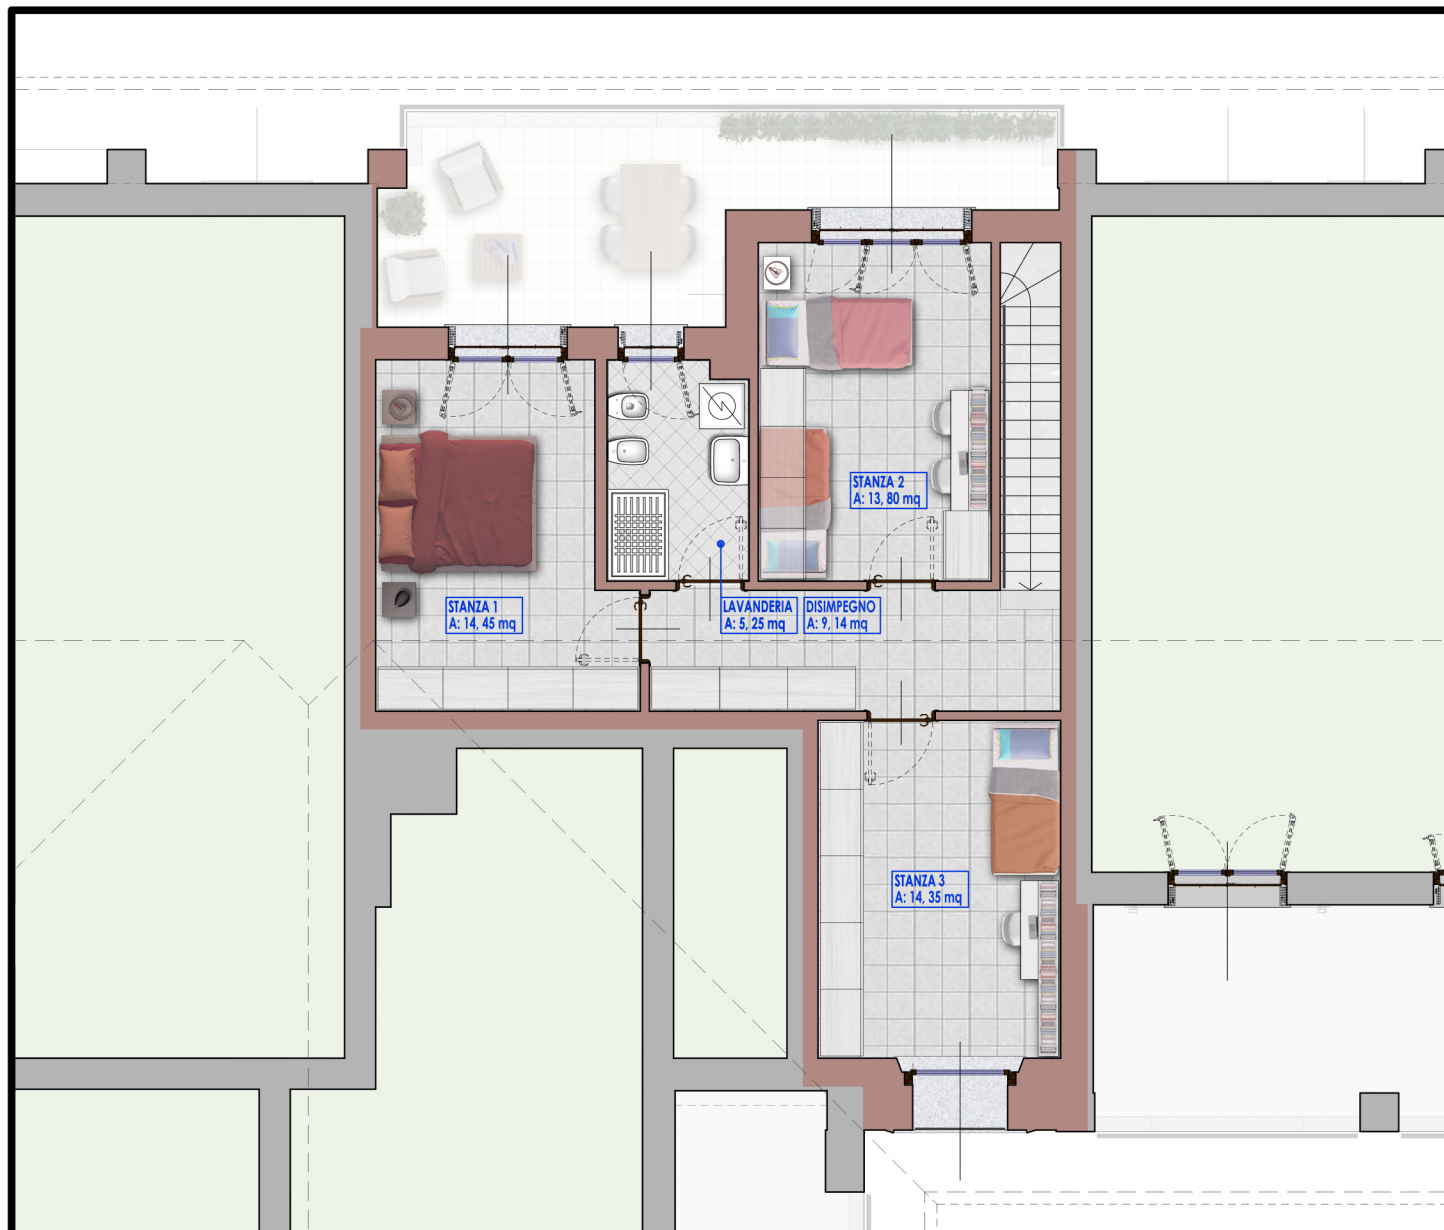 STANZA 2
A: 13, 80 mq
STANZA 1
A: 14, 45 mq
LAVANDERIA
A: 5, 25 mq
DISIMPEGNO
A: 9, 14 mq
STANZA 3
A: 14, 35 mq